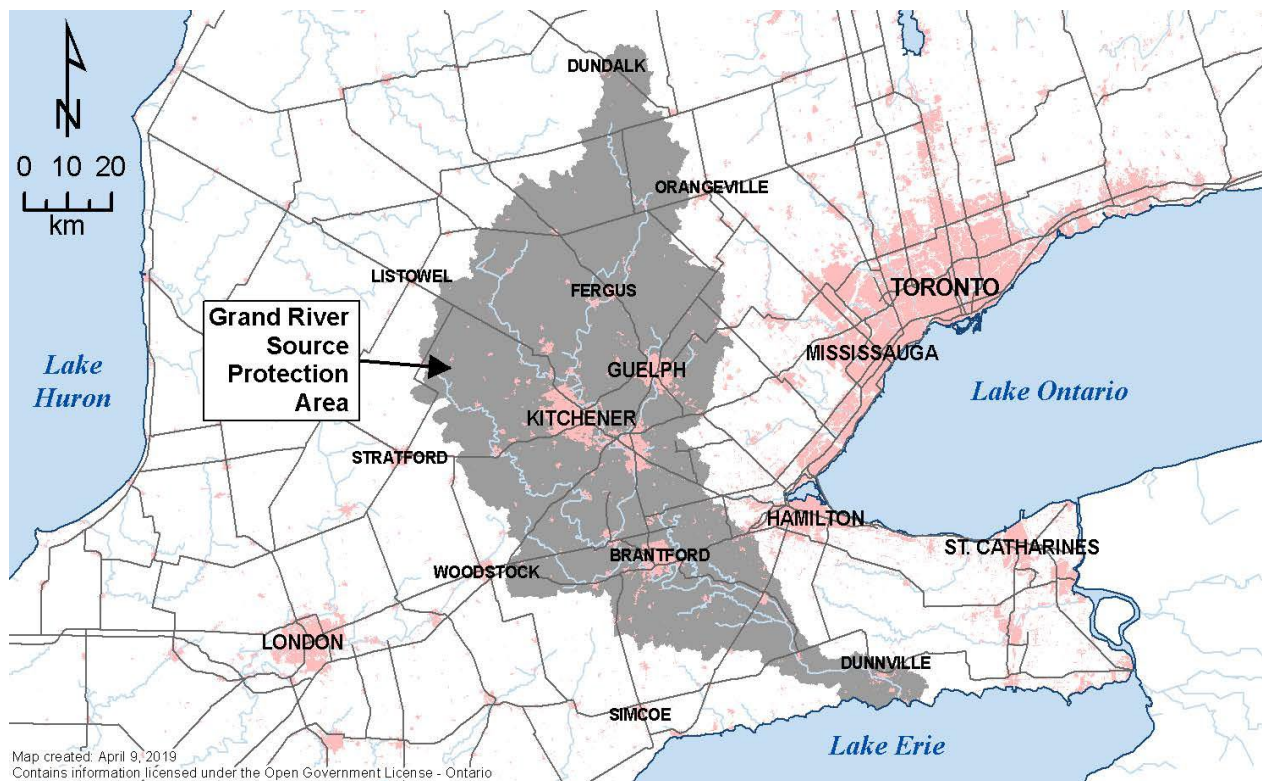 DUNDALK
N
0 10 20
km
ORANGEVILLE
LISTOWEL
FERGUS
TORONTO
Grand River
Source
Protection
Area
Lake
Huron
MISSISSAUGA
GUELPH
Lake Ontario
KITCHENER
STRATFORD
HAMILTON
ST. CATHARINES
BRANTFORD
WOODSTOCK
LONDON
DUNNVILLE
SIMCOE
Lake Erie
Map created: April 9, 2019
Contains information licensed under the Open Government License - Ontario